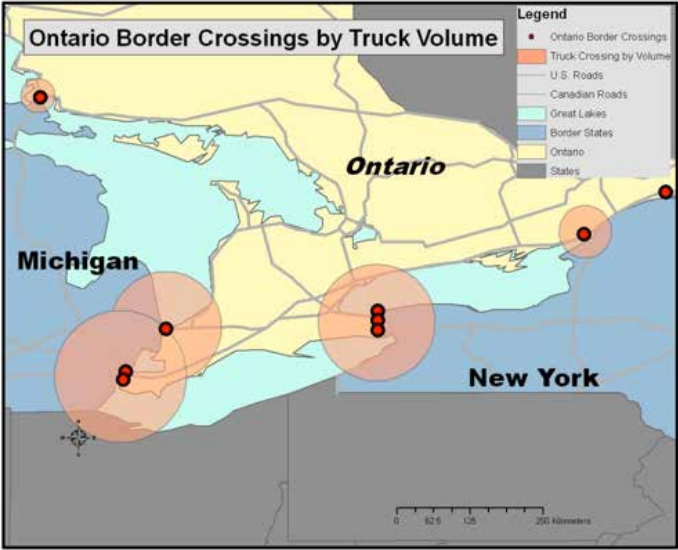 Ontario Border Crossings by Truck Volume
Legend
Ontario Border Crossings
Truck Crossing by Volume
U.S. Roads
Canadian Roads
Great Lakes
Border States
Ontario
States
Ontario
Michigan
New York
0 62.5 125 250 Kilometers